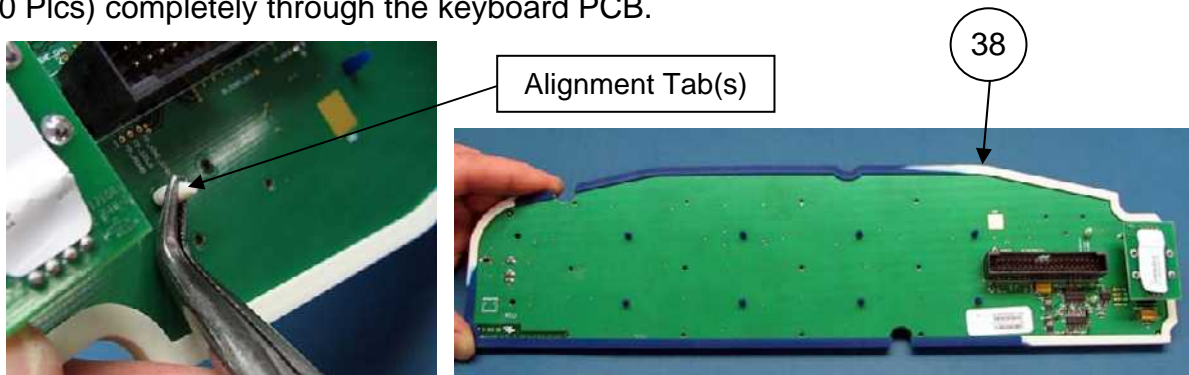 0 Plcs) completely through the keyboard PCB.
38
Alignment Tab(s)